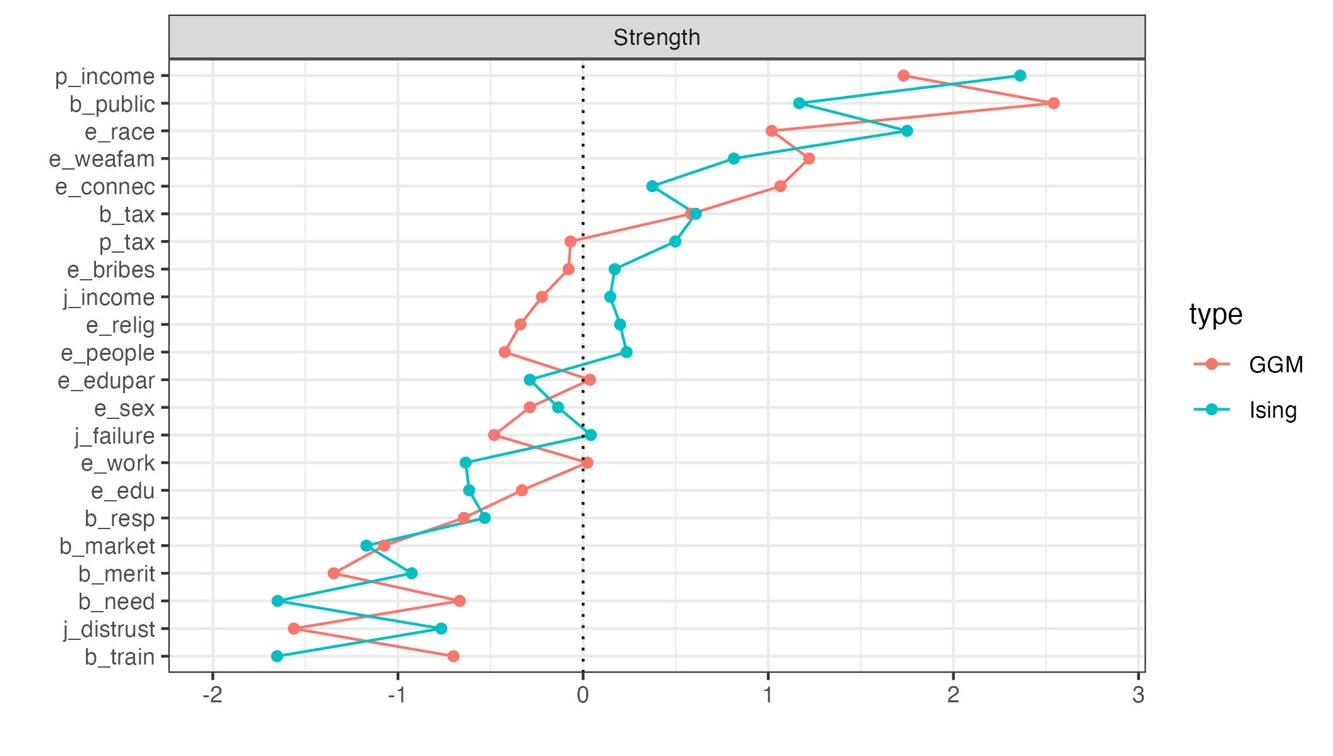 Strength
p_income
b_public
e_race
e_weafam
e_connec
b_tax
p_tax
e_bribes
j_income
e_relig
e_people
e_edupar
e_sex
j_failure
e_work
e_edu
b_resp
b_market
b_merit
b_need
j_distrust
b_train
-2 -1 0 1 2 3
type
GGM
Ising